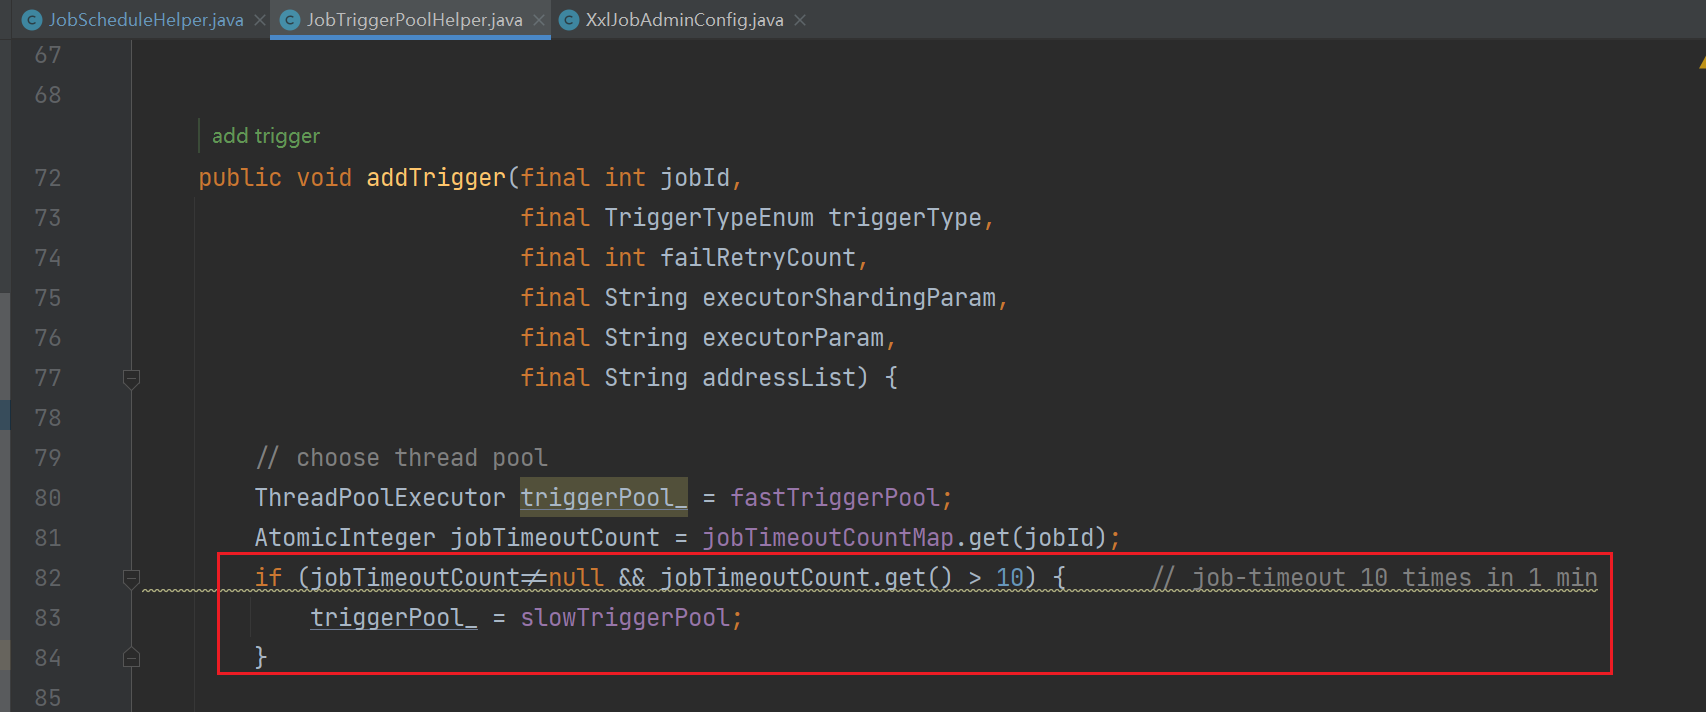 JobScheduleHelper.java JobTriggerPoolHelper.java XxlJobAdminConfig.java
67
68
add trigger
72 public void addTrigger(final int jobId,
73 final TriggerTypeEnum triggerType,
74 final int failRetryCount,
75 final String executorShardingParam,
76 final String executorParam,
77 final String addressList) {
78
79 // choose thread pool
80 ThreadPoolExecutor triggerPool_ = fastTriggerPool;
81 AtomicInteger jobTimeoutCount = jobTimeoutCountMap.get(jobId);
82 if (jobTimeoutCount!=null && jobTimeoutCount.get() > 10) { // job-timeout 10 times in 1 min
83 triggerPool_ = slowTriggerPool;
84 }
85